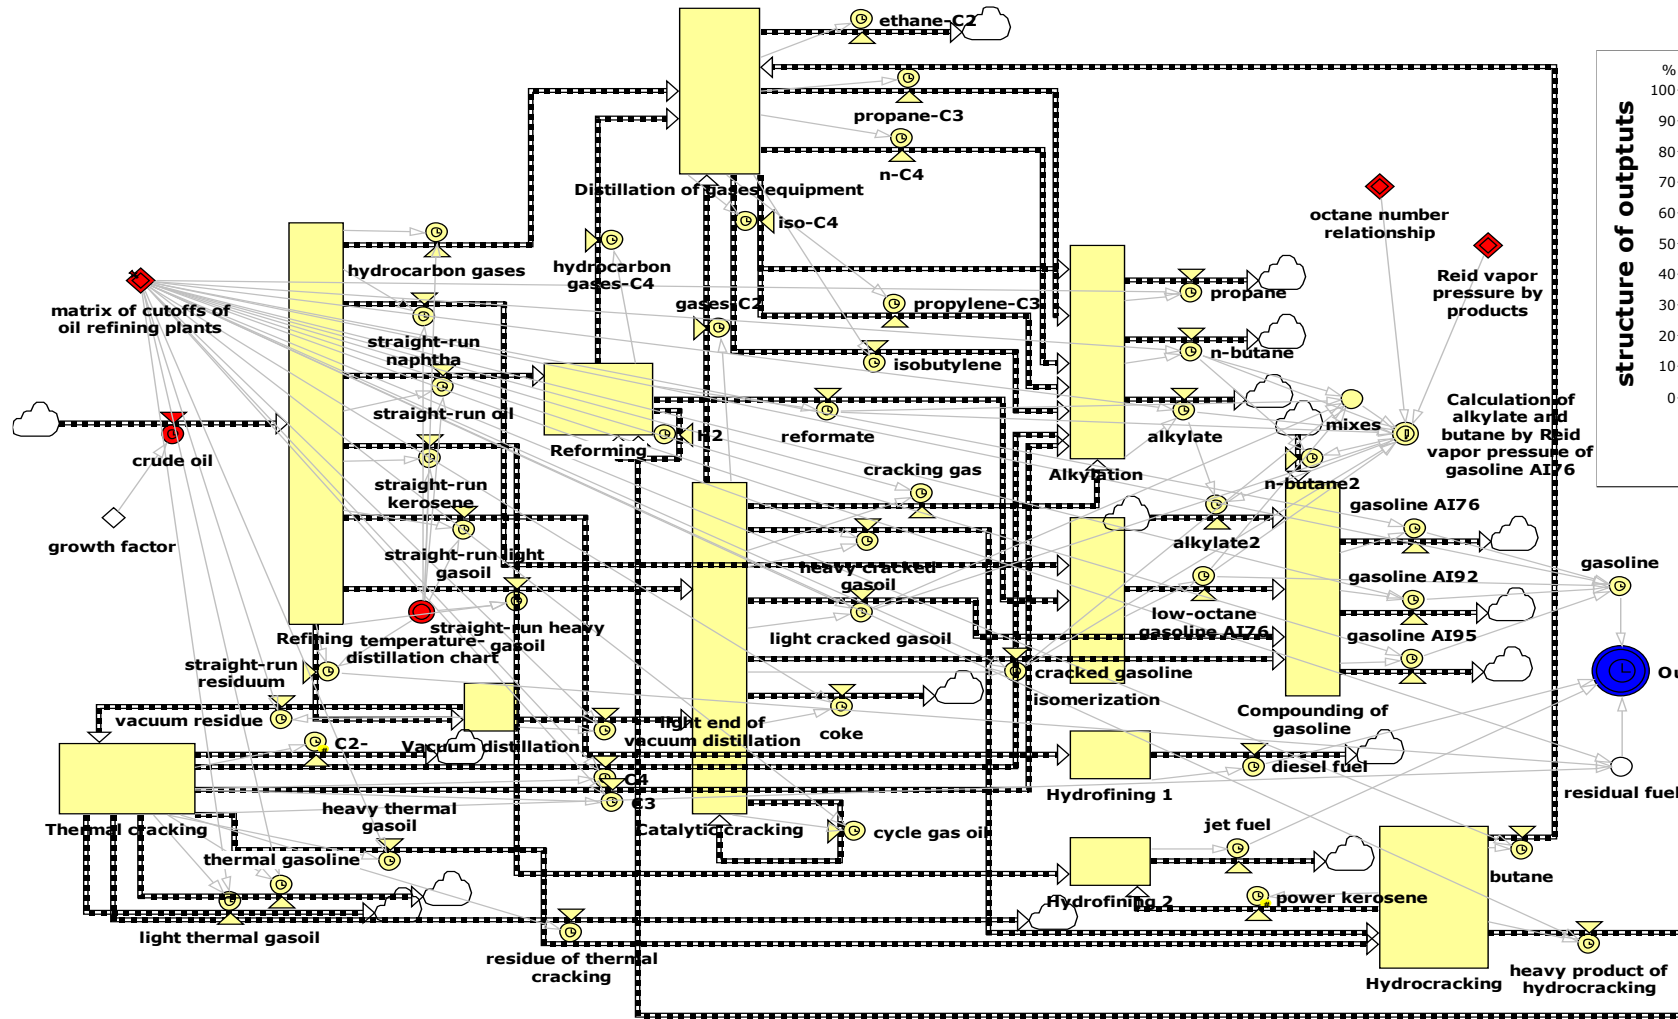 ethane-C2
propane-C3
n-C4
Distillation of gases equipment
iso-C4
hydrocarbon gases
hydrocarbon
gases-C4
gases-C2
propylene-C3
isobutylene
matrix of cutoffs of
oil refining plants
straight-run
naphtha
straight-run oil
straight-run
kerosene
straight-run light
gasoil
crude oil
growth factor
Reforming
H2
reformate
cracking gas
propane
n-butane
alkylate
Alkylation
octane number
relationship
Reid vapor
pressure by
products
mixes
Calculation of
alkylate and
butane by Reid
vapor pressure of
gasoline AI76
n-butane2
alkylate2
low-octane
gasoline AI76
gasoline AI76
gasoline AI92
gasoline AI95
gasoline
structure of outptuts
%
100
90
80
70
60
50
40
30
20
10
0
heavy cracked
gasoil
light cracked gasoil
cracked gasoline
isomerization
Compounding of
gasoline
Ou
Refining
temperature-
distillation chart
straight-run heavy
gasoil
straight-run
residuum
vacuum residue
C2-
Vacuum distillation
light end of
vacuum distillation
coke
C4
C3
Thermal cracking
heavy thermal
gasoil
thermal gasoline
light thermal gasoil
Catalytic cracking
cycle gas oil
residue of thermal
cracking
Hydrofining 1
diesel fuel
residual fuel
jet fuel
Hydrofining 2
power kerosene
butane
Hydrocracking
heavy product of
hydrocracking